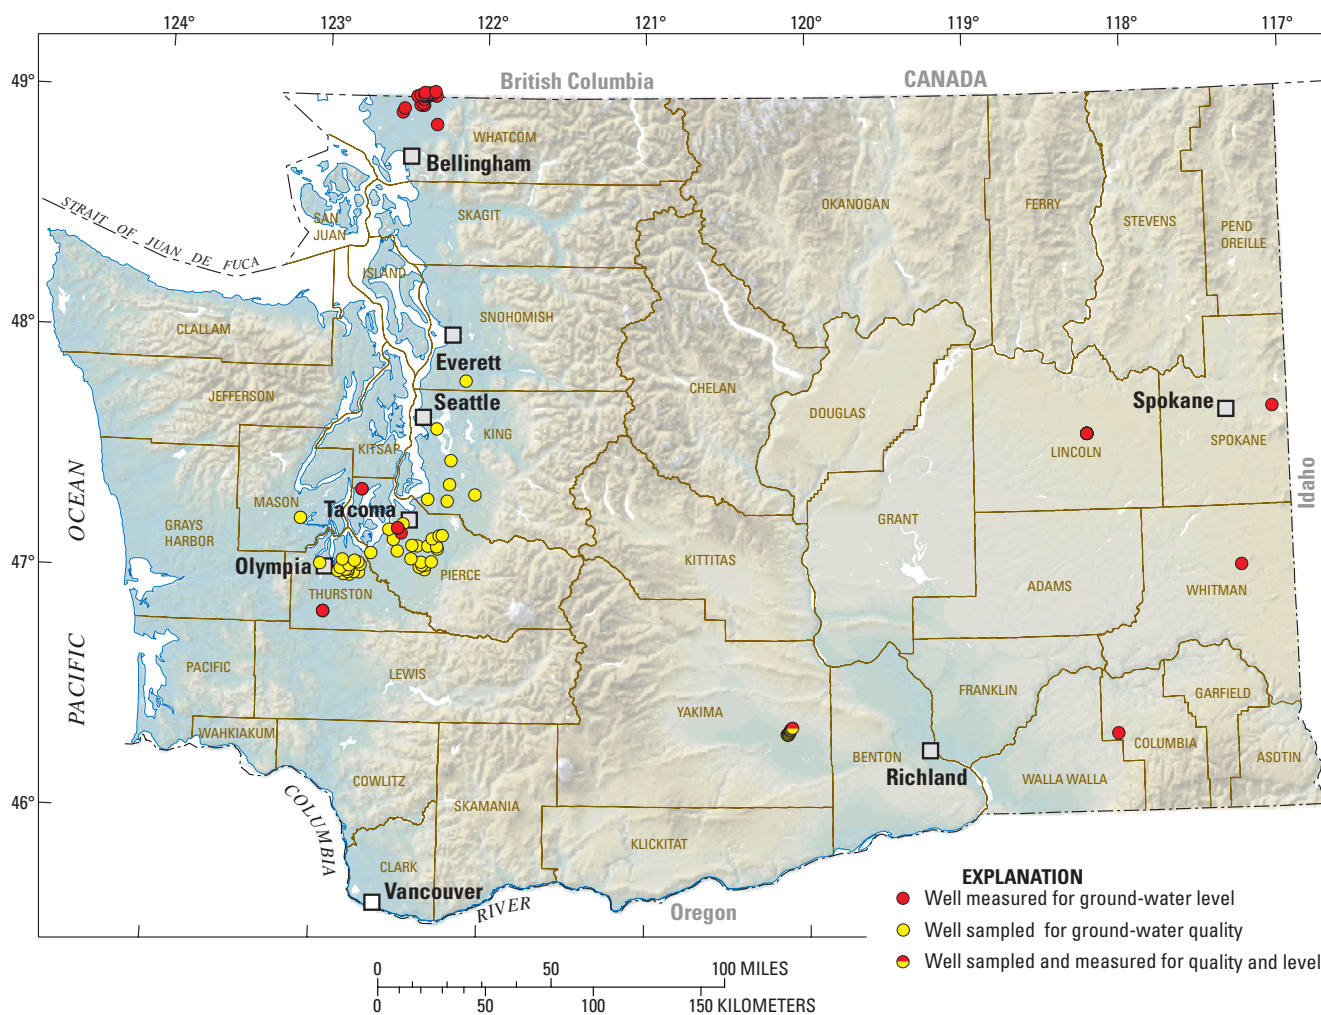 124° 123° 122° 121° 120° 119° 118° 117°
49°
48°
47°
46°
British Columbia
CANADA
WHATCOM
Bellingham
SKAGIT
OKANOGAN
FERRY
STEVENS
PEND
OREILLE
SAN
JUAN
STRAIT OF JUAN DE FUCA
ISLAND
CLALLAM
SNOHOMISH
Everett
JEFFERSON
CHELAN
Seattle
KING
DOUGLAS
Spokane
SPOKANE
KITSAP
LINCOLN
Idaho
MASON
Tacoma
GRAYS
HARBOR
GRANT
KITTITAS
Olympia
PIERCE
THURSTON
ADAMS
WHITMAN
PACIFIC OCEAN
PACIFIC
LEWIS
YAKIMA
FRANKLIN
GARFIELD
WAHKIAKUM
BENTON
Richland
COLUMBIA
ASOTIN
WALLA WALLA
COWLITZ
SKAMANIA
COLUMBIA
RIVER
KLICKITAT
CLARK
Vancouver
Oregon
EXPLANATION
Well measured for ground-water level
Well sampled for ground-water quality
Well sampled and measured for quality and level
0 50 100 MILES
0 50 100 150 KILOMETERS